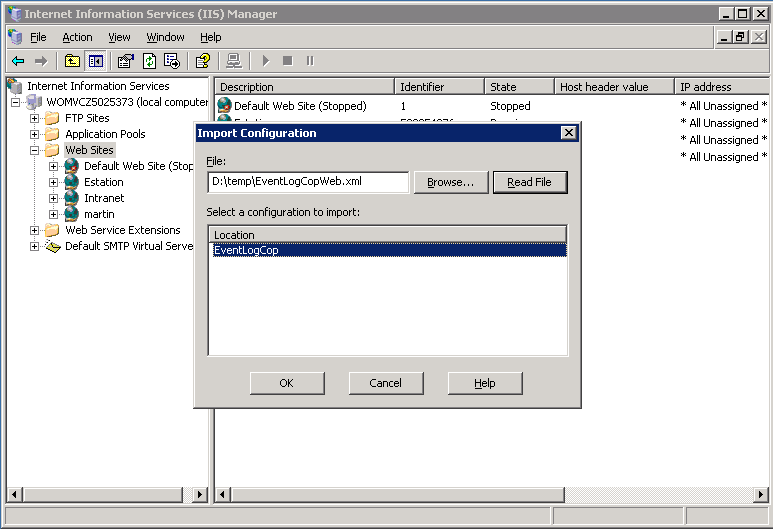 Internet Information Services (IIS) Manager
File Action View Window Help
Internet Information Services
WOMVCZ5025373 (local computer
FTP Sites
Application Pools
Web Sites
Default Web Site (Stop
Estation
Intranet
martin
Web Service Extensions
Default SMTP Virtual Serve
Description Identifier State Host header value IP address
Default Web Site (Stopped) 1 Stopped * All Unassigned *
* All Unassigned *
* All Unassigned *
* All Unassigned *
Import Configuration
File:
D:\temp\EventLogCopWeb.xml Browse... Read File
Select a configuration to import:
Location
EventLogCop
OK Cancel Help